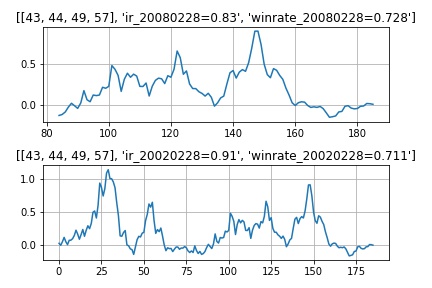 [[43, 44, 49, 57], 'ir_20080228=0.83', 'winrate_20080228=0.728']
0.5
0.0
80 100 120 140 160 180
[[43, 44, 49, 57], 'ir_20020228=0.91', 'winrate_20020228=0.711']
1.0
0.5
0.0
0 25 50 75 100 125 150 175